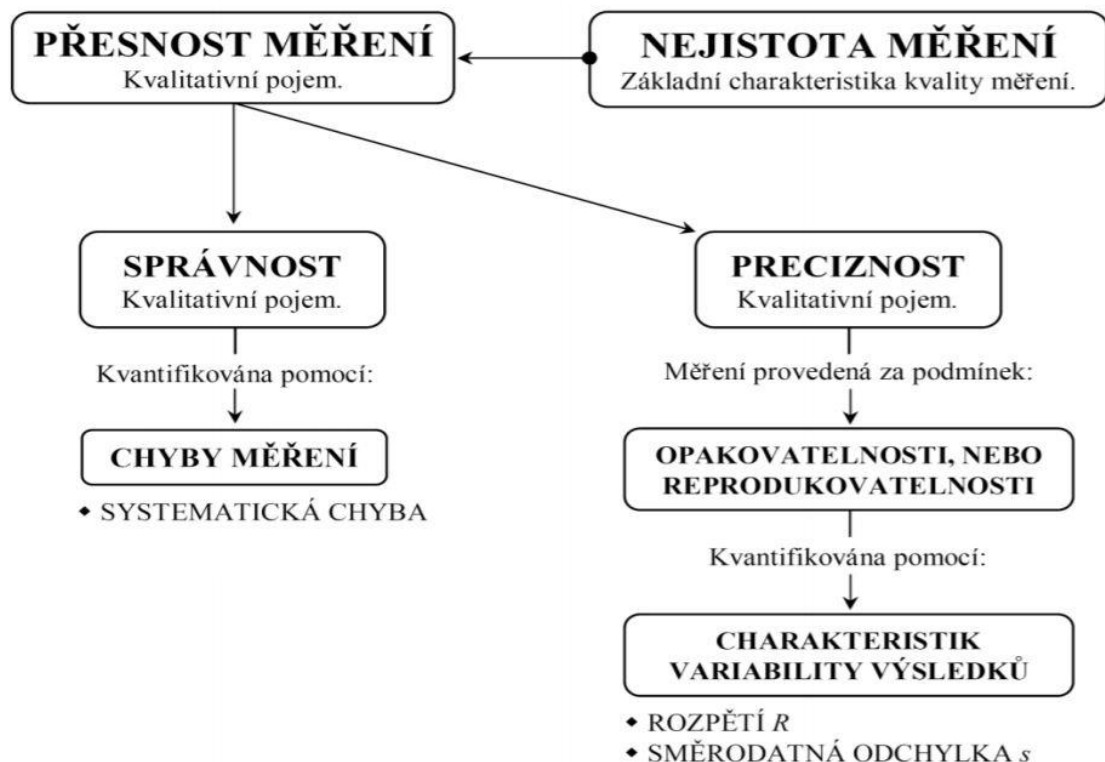 PŘESNOST MĚŘENÍ
Kvalitativní pojem.
NEJISTOTA MĚŘENÍ
Základní charakteristika kvality měření.
SPRÁVNOST
Kvalitativní pojem.
PRECIZNOST
Kvalitativní pojem.
Kvantifikována pomocí:
Měření provedená za podmínek:
CHYBY MĚŘENÍ
◆ SYSTEMATICKÁ CHYBA
OPAKOVATELNOSTI, NEBO
REPRODUKOVATELNOSTI
Kvantifikována pomocí:
CHARAKTERISTIK
VARIABILITY VÝSLEDKŮ
◆ ROZPĚTÍ R
◆ SMĚRODATNÁ ODCHYLKA s